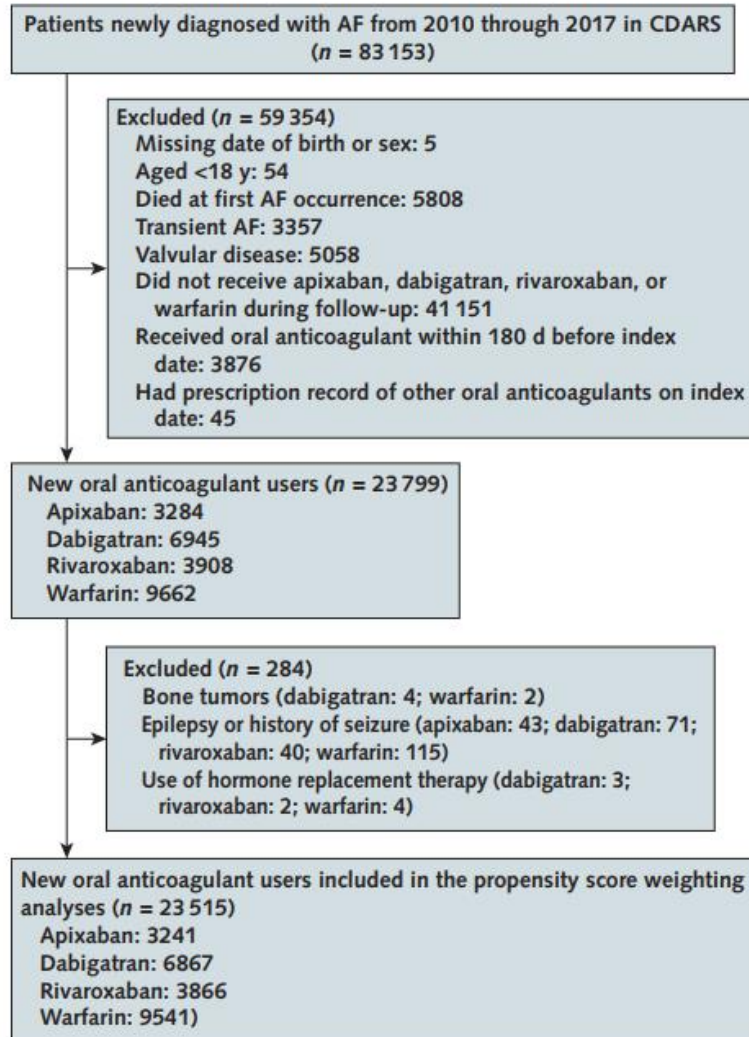 Patients newly diagnosed with AF from 2010 through 2017 in CDARS
(n = 83 153)
Excluded (n = 59 354)
Missing date of birth or sex: 5
Aged <18 y: 54
Died at first AF occurrence: 5808
Transient AF: 3357
Valvular disease: 5058
Did not receive apixaban, dabigatran, rivaroxaban, or
warfarin during follow-up: 41 151
Received oral anticoagulant within 180 d before index
date: 3876
Had prescription record of other oral anticoagulants on index
date: 45
New oral anticoagulant users (n = 23 799)
Apixaban: 3284
Dabigatran: 6945
Rivaroxaban: 3908
Warfarin: 9662
Excluded (n = 284)
Bone tumors (dabigatran: 4; warfarin: 2)
Epilepsy or history of seizure (apixaban: 43; dabigatran: 71;
rivaroxaban: 40; warfarin: 115)
Use of hormone replacement therapy (dabigatran: 3;
rivaroxaban: 2; warfarin: 4)
New oral anticoagulant users included in the propensity score weighting
analyses (n = 23 515)
Apixaban: 3241
Dabigatran: 6867
Rivaroxaban: 3866
Warfarin: 9541)